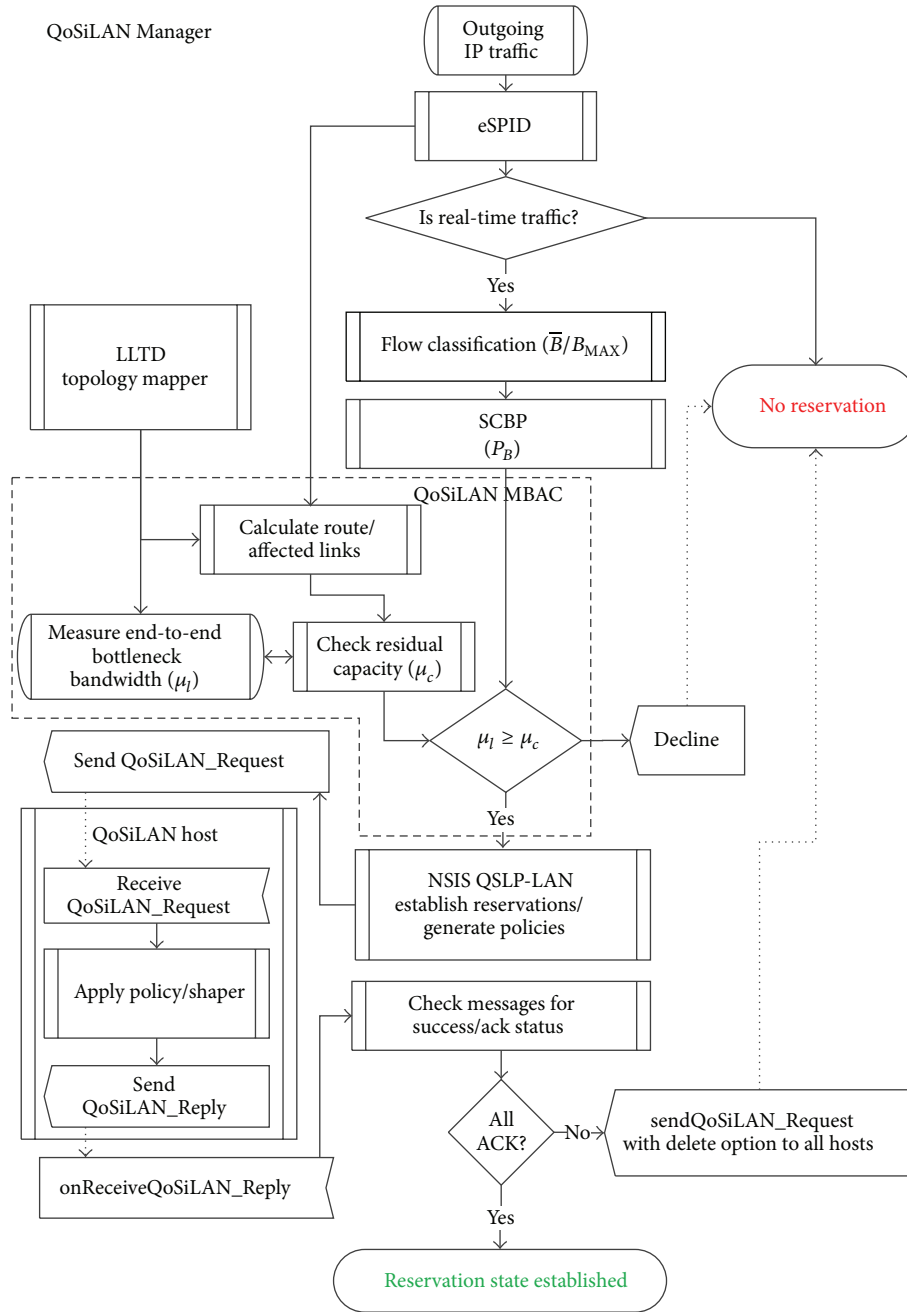 QoSiLAN Manager
Outgoing
IP traffic
eSPID
Is real-time traffic?
Yes
Flow classification (B̅/B_MAX)
LLTD
topology mapper
No reservation
SCBP
(P_B)
QoSiLAN MBAC
Calculate route/
affected links
Measure end-to-end
bottleneck
bandwidth (μ_l)
Check residual
capacity (μ_c)
μ_l ≥ μ_c
Decline
Send QoSiLAN_Request
Yes
QoSiLAN host
NSIS QSLP-LAN
establish reservations/
generate policies
Receive
QoSiLAN_Request
Apply policy/shaper
Check messages for
success/ack status
Send
QoSiLAN_Reply
All
ACK?
No
sendQoSiLAN_Request
with delete option to all hosts
onReceiveQoSiLAN_Reply
Yes
Reservation state established